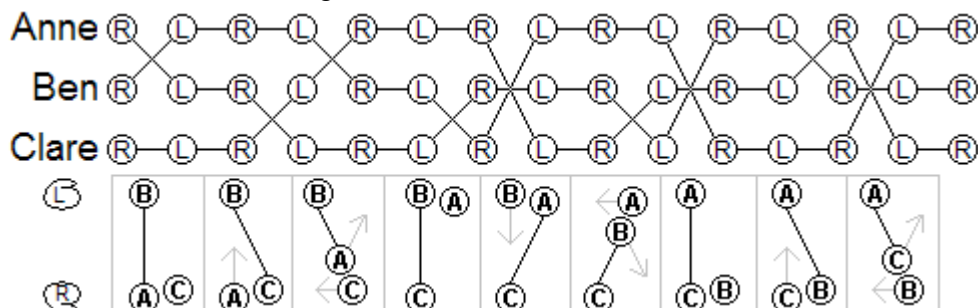 Anne R L R L R L R L R L R L R L R
Ben R L R L R L R L R L R L R L R
Clare R L R L R L R L R L R L R L R
L B B B B A B A A A A A
A B C
R A C A C C C C C C B C B B